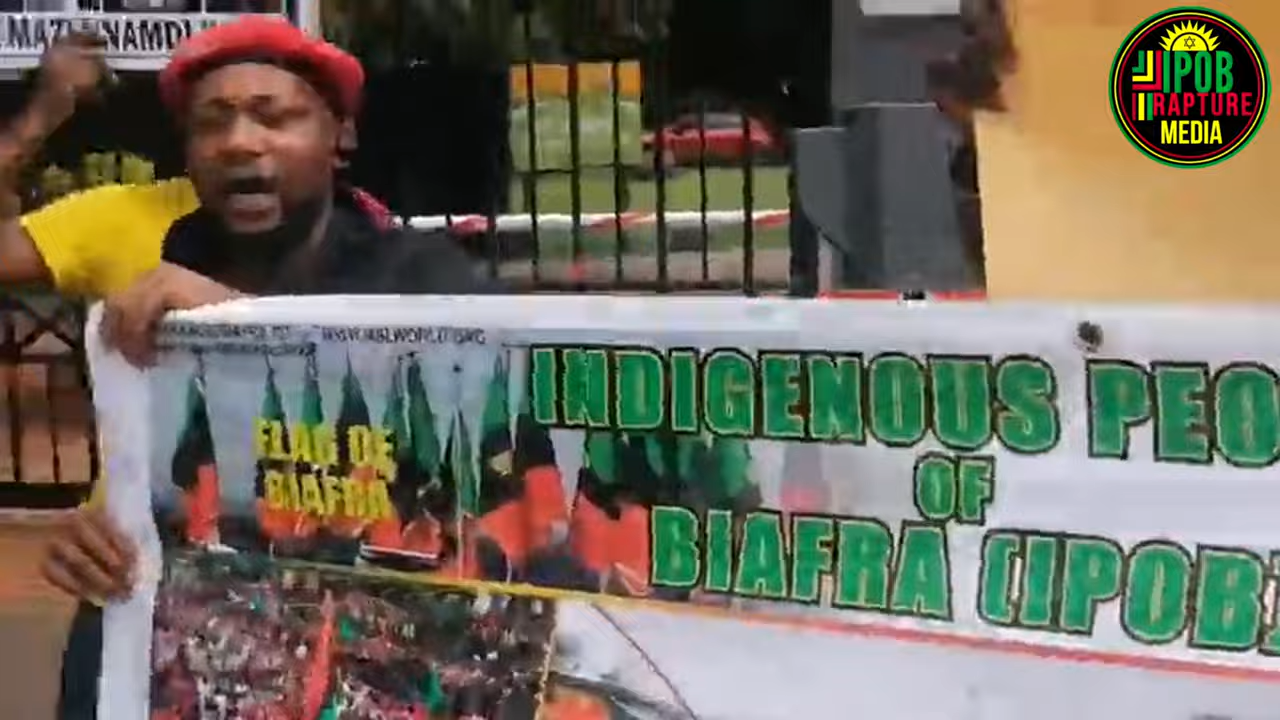 MAZI NNAMDI
IPOB
RAPTURE
MEDIA
FLAG OF
BIAFRA
INDIGENOUS PEO
OF
BIAFRA (IPOB)